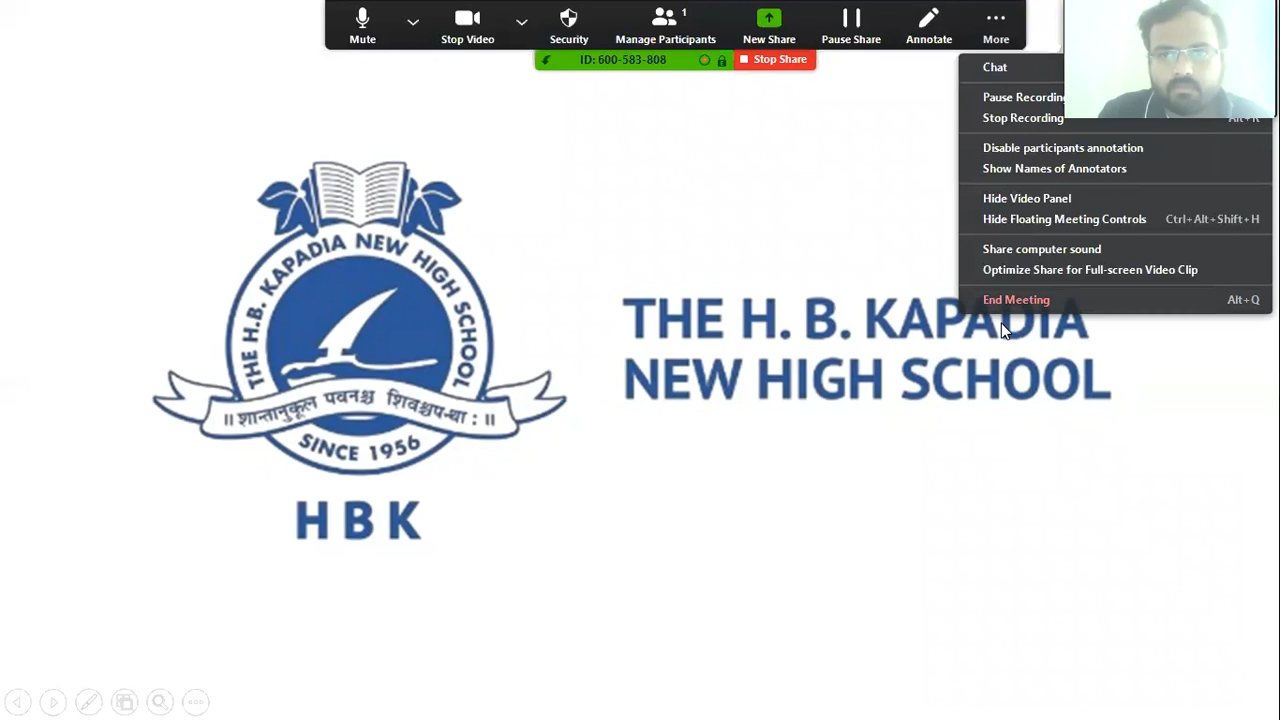 1
Mute
Stop Video
Security
Manage Participants
New Share
Pause Share
Annotate
More
ID: 600-583-808
Stop Share
Chat
Pause Recording
Stop Recording Alt+R
Disable participants annotation
Show Names of Annotators
Hide Video Panel
Hide Floating Meeting Controls Ctrl+Alt+Shift+H
Share computer sound
Optimize Share for Full-screen Video Clip
End Meeting Alt+Q
THE H.B. KAPADIA NEW HIGH SCHOOL
॥ शान्तानुकूल पवनश्च शिवश्चपन्था : ॥
SINCE 1956
H B K
THE H. B. KAPADIA
NEW HIGH SCHOOL